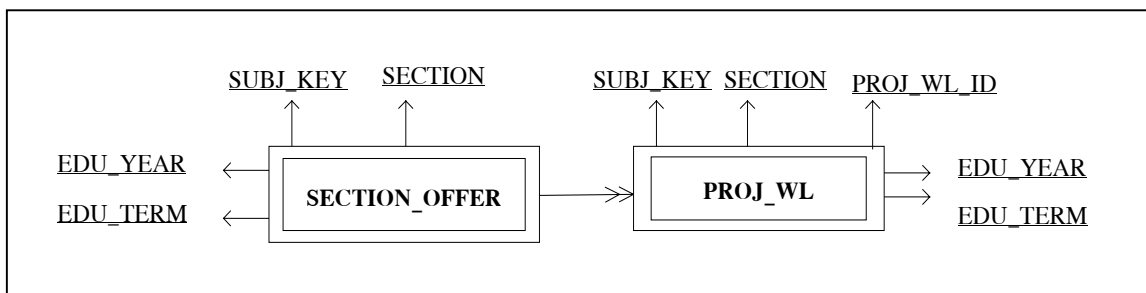 SUBJ_KEY
SECTION
SUBJ_KEY
SECTION
PROJ_WL_ID
EDU_YEAR
EDU_TERM
SECTION_OFFER
PROJ_WL
EDU_YEAR
EDU_TERM